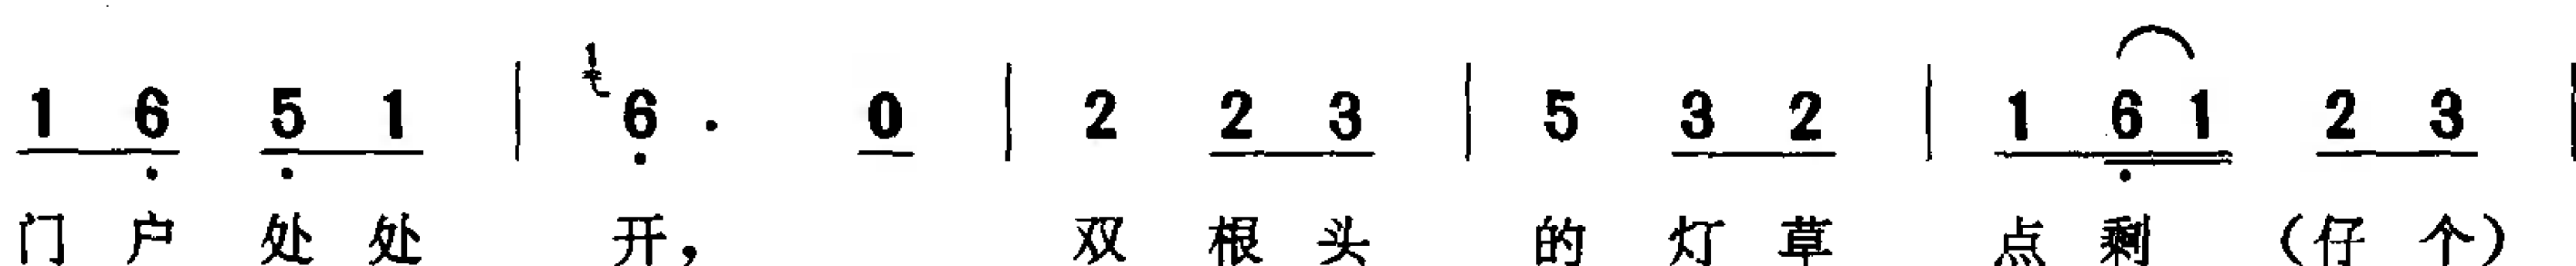 1 6 5 1 | 1 6 · 0 | 2 2 3 | 5 3 2 | 1 6 1 2 3 |
门户处处开， 双根头的灯草点剩（仔个）